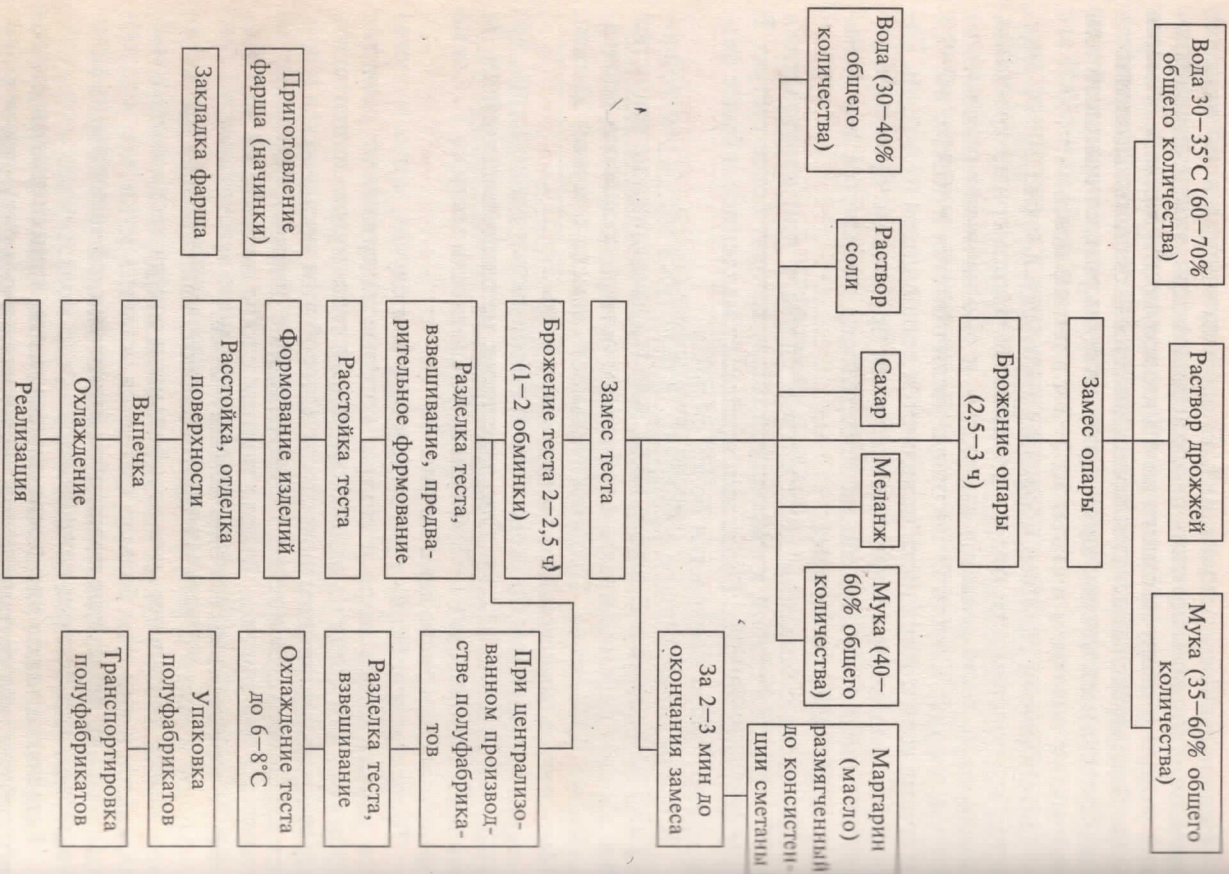 Вода 30–35°С (60–70%
общего количества)
Раствор дрожжей
Мука (35–60% общего
количества)
Замес опары
Брожение опары
(2,5–3 ч)
Вода (30–40%
общего
количества)
Раствор
соли
Сахар
Меланж
Мука (40–
60% общего
количества)
Маргарин
(масло)
размягченный
до консистен-
ции сметаны
За 2–3 мин до
окончания замеса
Замес теста
Брожение теста 2–2,5 ч
(1–2 обминки)
Разделка теста,
взвешивание, предва-
рительное формование
При централизо-
ванном производ-
стве полуфабрика-
тов
Расстойка теста
Разделка теста,
взвешивание
Приготовление
фарша (начинки)
Формование изделий
Охлаждение теста
до 6–8°С
Закладка фарша
Расстойка, отделка
поверхности
Упаковка
полуфабрикатов
Выпечка
Охлаждение
Транспортировка
полуфабрикатов
Реализация